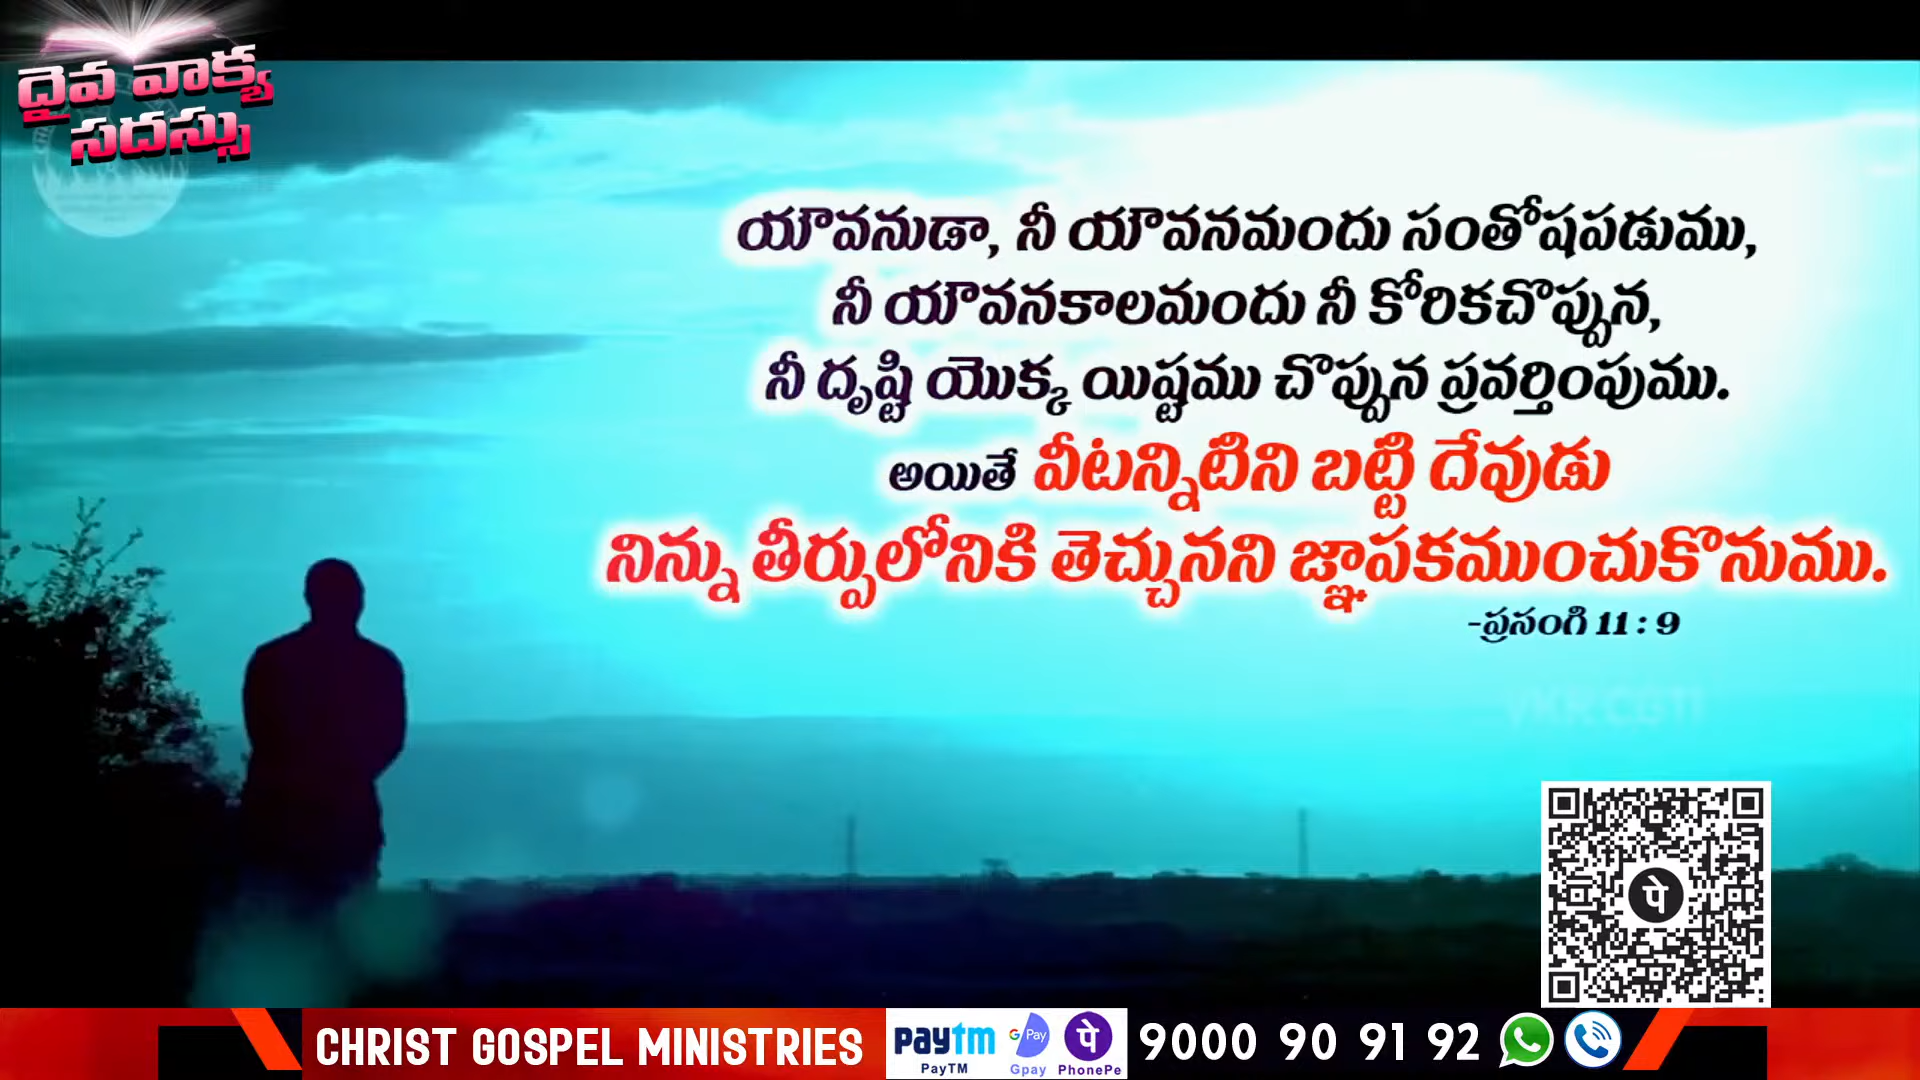 దైవ వాక్య
సదస్సు
యౌవనుడా, నీ యౌవనమందు సంతోషపడుము,
నీ యౌవనకాలమందు నీ కోరికచొప్పున,
నీ దృష్టి యొక్క యిష్టము చొప్పున ప్రవర్తింపుము.
అయితే వీటన్నిటిని బట్టి దేవుడు
నిన్ను తీర్పులోనికి తెచ్చునని జ్ఞాపకముంచుకొనుము.
-ప్రసంగి 11 : 9
पे
CHRIST GOSPEL MINISTRIES
paytm G Pay पे 9000 90 91 92
PayTM Gpay PhonePe